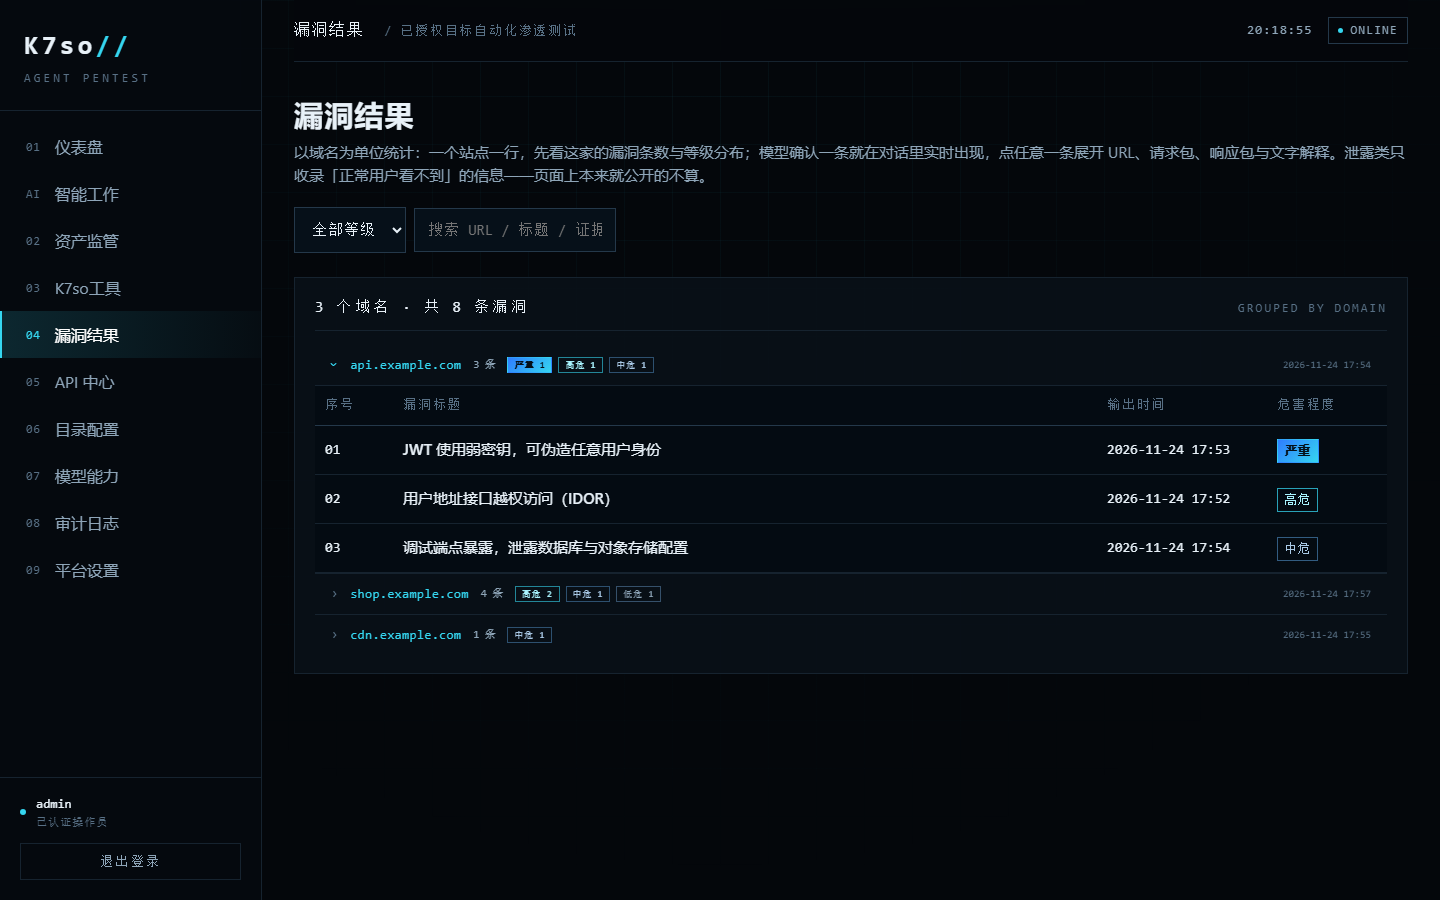 K7so//
AGENT PENTEST
01 仪表盘
AI 智能工作
02 资产监管
03 K7so工具
04 漏洞结果
05 API 中心
06 目录配置
07 模型能力
08 审计日志
09 平台设置
admin
已认证操作员
退出登录
漏洞结果 / 已授权目标自动化渗透测试
20:18:55 ONLINE
漏洞结果
以域名为单位统计：一个站点一行，先看这家的漏洞条数与等级分布；模型确认一条就在对话里实时出现，点任意一条展开 URL、请求包、响应包与文字解释。泄露类只
收录「正常用户看不到」的信息——页面上本来就公开的不算。
全部等级 搜索 URL / 标题 / 证据
3 个域名 · 共 8 条漏洞 GROUPED BY DOMAIN
api.example.com 3 条 严重 1 高危 1 中危 1 2026-11-24 17:54
序号 漏洞标题 输出时间 危害程度
01 JWT 使用弱密钥，可伪造任意用户身份 2026-11-24 17:53 严重
02 用户地址接口越权访问（IDOR） 2026-11-24 17:52 高危
03 调试端点暴露，泄露数据库与对象存储配置 2026-11-24 17:54 中危
shop.example.com 4 条 高危 2 中危 1 低危 1 2026-11-24 17:57
cdn.example.com 1 条 中危 1 2026-11-24 17:55